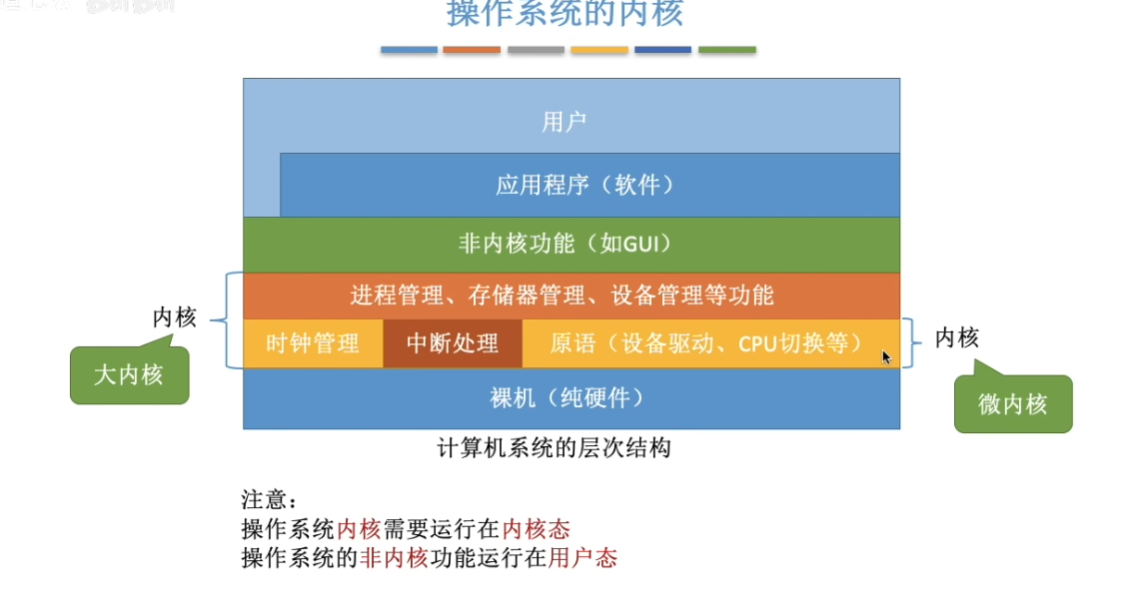 操作系统的内核
用户
应用程序（软件）
非内核功能（如GUI）
进程管理、存储器管理、设备管理等功能
内核
时钟管理 中断处理 原语（设备驱动、CPU切换等）
内核
大内核
裸机（纯硬件）
微内核
计算机系统的层次结构
注意：
操作系统内核需要运行在内核态
操作系统的非内核功能运行在用户态